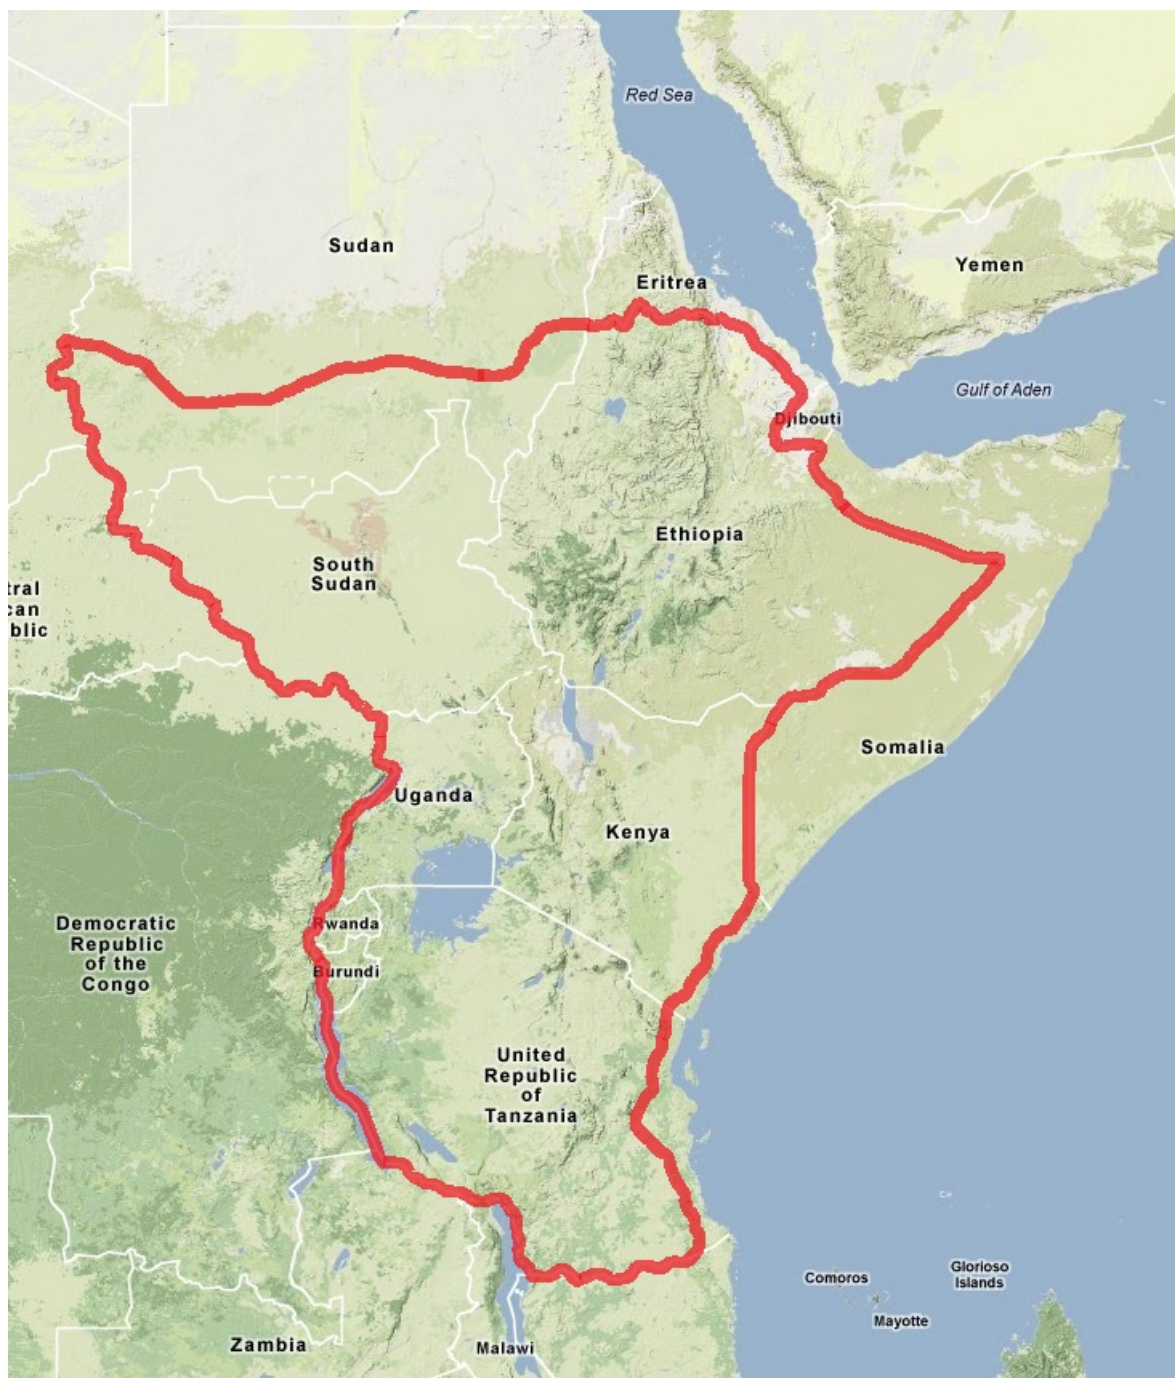 Red Sea
Sudan
Yemen
Eritrea
Gulf of Aden
Djibouti
Ethiopia
South
Sudan
tral
can
blic
Somalia
Uganda
Kenya
Democratic
Republic
of the
Congo
Rwanda
Burundi
United
Republic
of
Tanzania
Comoros
Glorioso
Islands
Mayotte
Zambia
Malawi